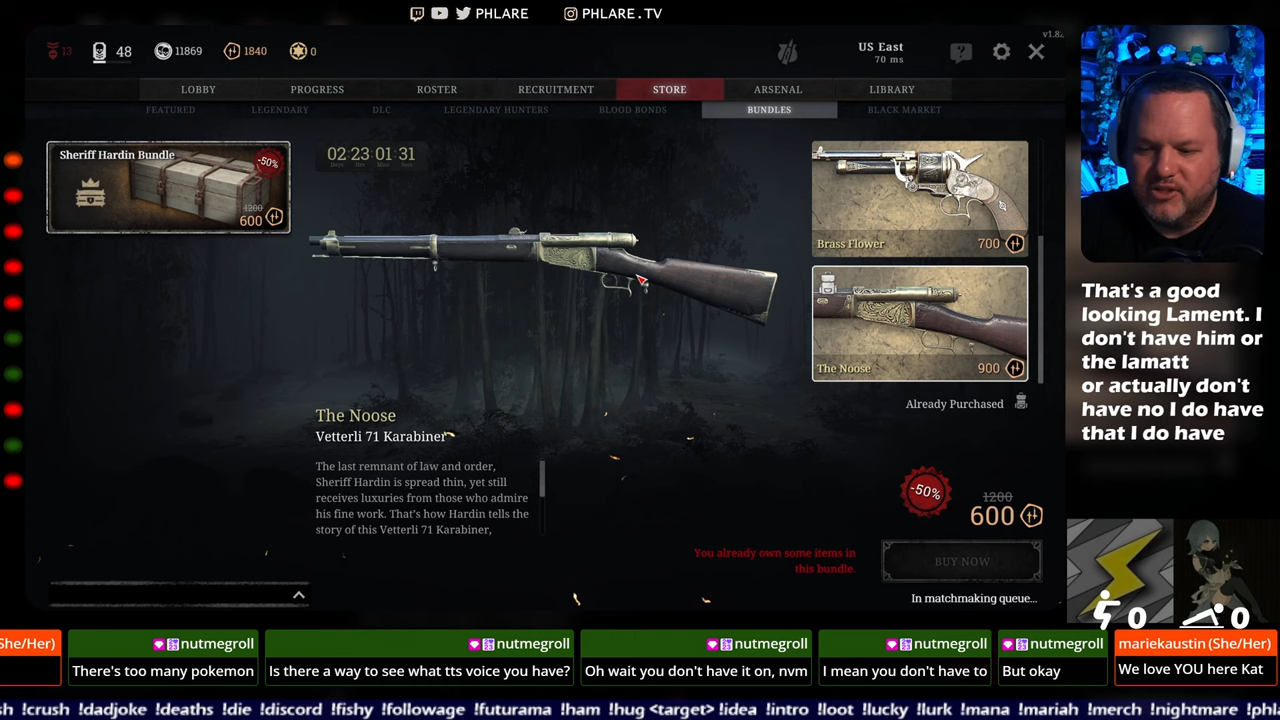 PHLARE PHLARE.TV
v1.82
13 48 11869 1840 0
US East
70 ms
LOBBY PROGRESS ROSTER RECRUITMENT STORE ARSENAL LIBRARY
FEATURED LEGENDARY DLC LEGENDARY HUNTERS BLOOD BONDS BUNDLES BLACK MARKET
Sheriff Hardin Bundle
-50%
1200
600
02:23:01:31
Brass Flower 700
The Noose 900
Already Purchased
The Noose
Vetterli 71 Karabiner
The last remnant of law and order,
Sheriff Hardin is spread thin, yet still
receives luxuries from those who admire
his fine work. That's how Hardin tells the
story of this Vetterli 71 Karabiner,
-50%
1200
600
You already own some items in
this bundle.
BUY NOW
In matchmaking queue...
That's a good
looking Lament. I
don't have him or
the lamatt
or actually don't
have no I do have
that I do have
0 0
She/Her)
nutmegroll
There's too many pokemon
nutmegroll
Is there a way to see what tts voice you have?
nutmegroll
Oh wait you don't have it on, nvm
nutmegroll
I mean you don't have to
nutmegroll
But okay
mariekaustin (She/Her)
We love YOU here Kat
sh !crush !dadjoke !deaths !die !discord !fishy !followage !futurama !ham !hug <target> !idea !intro !loot !lucky !lurk !mana !mariah !merch !nightmare !phl